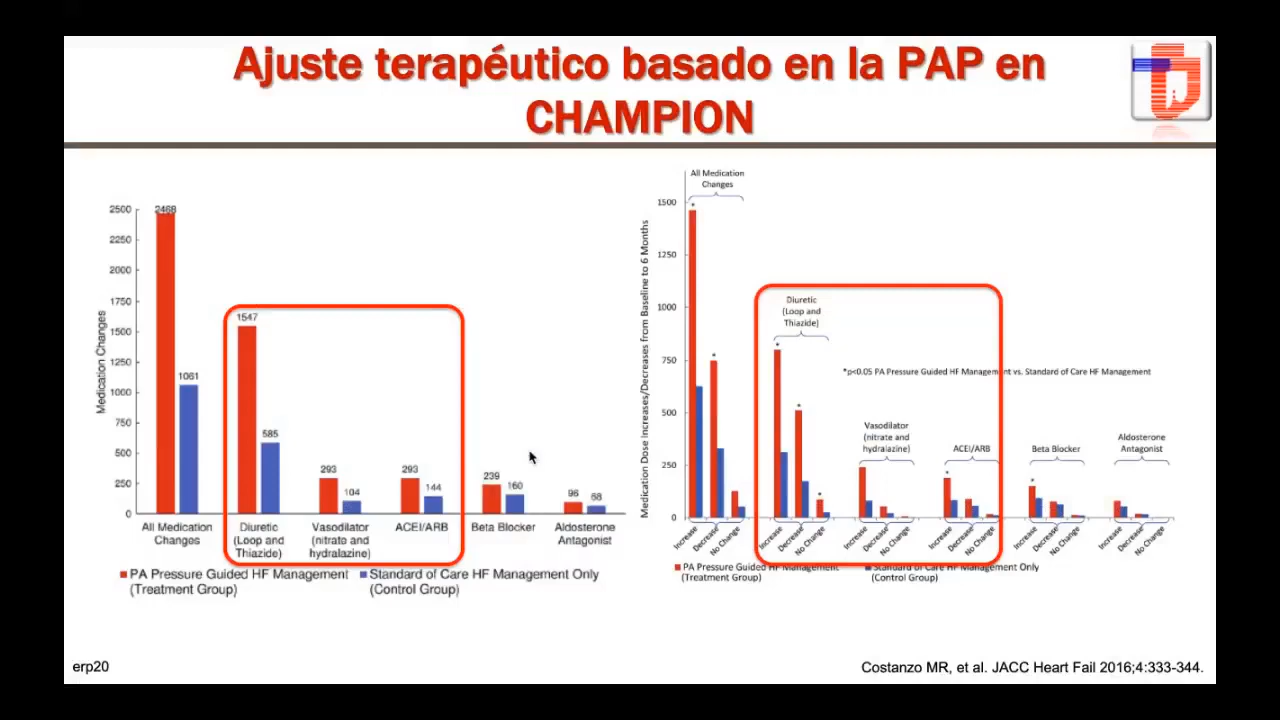 Ajuste terapéutico basado en la PAP en
CHAMPION
Medication Changes
2500
2250
2000
1750
1500
1250
1000
750
500
250
0
2468
1061
1547
585
293
104
293
144
239
160
96
68
All Medication
Changes
Diuretic
(Loop and
Thiazide)
Vasodilator
(nitrate and
hydralazine)
ACEI/ARB
Beta Blocker
Aldosterone
Antagonist
PA Pressure Guided HF Management
(Treatment Group)
Standard of Care HF Management Only
(Control Group)
Medication Dose Increases/Decreases from Baseline to 6 Months
1500
1250
1000
750
500
250
0
All Medication
Changes
Diuretic
(Loop and
Thiazide)
*p<0.05 PA Pressure Guided HF Management vs. Standard of Care HF Management
Vasodilator
(nitrate and
hydralazine)
ACEI/ARB
Beta Blocker
Aldosterone
Antagonist
* * * * * * *
Increase
Decrease
No Change
Increase
Decrease
No Change
Increase
Decrease
No Change
Increase
Decrease
No Change
Increase
Decrease
No Change
Increase
Decrease
No Change
PA Pressure Guided HF Management
(Treatment Group)
Standard of Care HF Management Only
(Control Group)
erp20
Costanzo MR, et al. JACC Heart Fail 2016;4:333-344.